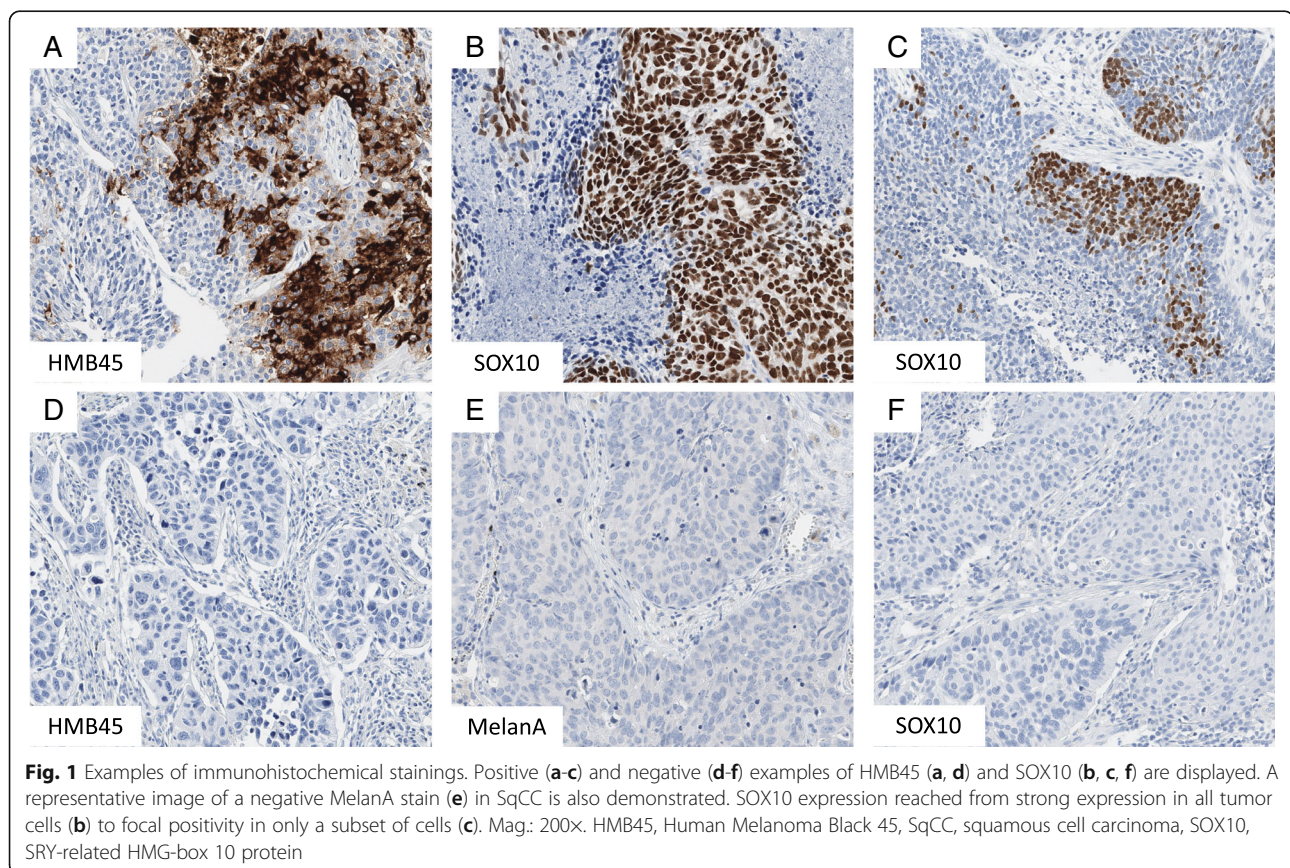 A
B
C
HMB45
SOX10
SOX10
D
E
F
HMB45
MelanA
SOX10
Fig. 1 Examples of immunohistochemical stainings. Positive (a-c) and negative (d-f) examples of HMB45 (a, d) and SOX10 (b, c, f) are displayed. A
representative image of a negative MelanA stain (e) in SqCC is also demonstrated. SOX10 expression reached from strong expression in all tumor
cells (b) to focal positivity in only a subset of cells (c). Mag.: 200×. HMB45, Human Melanoma Black 45, SqCC, squamous cell carcinoma, SOX10,
SRY-related HMG-box 10 protein